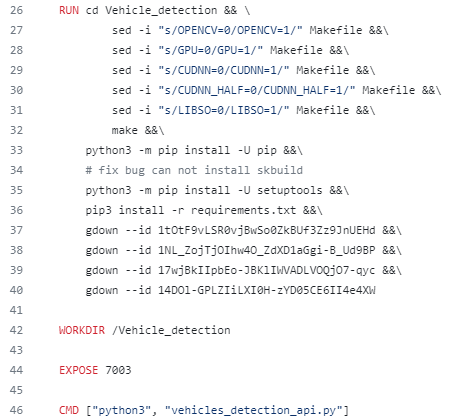 26 RUN cd Vehicle_detection && \
27 sed -i "s/OPENCV=0/OPENCV=1/" Makefile &&\
28 sed -i "s/GPU=0/GPU=1/" Makefile &&\
29 sed -i "s/CUDNN=0/CUDNN=1/" Makefile &&\
30 sed -i "s/CUDNN_HALF=0/CUDNN_HALF=1/" Makefile &&\
31 sed -i "s/LIBSO=0/LIBSO=1/" Makefile &&\
32 make &&\
33 python3 -m pip install -U pip &&\
34 # fix bug can not install skbuild
35 python3 -m pip install -U setuptools &&\
36 pip3 install -r requirements.txt &&\
37 gdown --id 1tOtF9vLSR0vjBwSo0ZkBUf3Zz9JnUEHd &&\
38 gdown --id 1NL_ZojTjOIhw4O_ZdXD1aGgi-B_Ud9BP &&\
39 gdown --id 17wjBkIIpbEo-JBKlIWVADLVOQjO7-qyc &&\
40 gdown --id 14DOl-GPLZIiLXI0H-zYD05CE6II4e4XW
41
42 WORKDIR /Vehicle_detection
43
44 EXPOSE 7003
45
46 CMD ["python3", "vehicles_detection_api.py"]